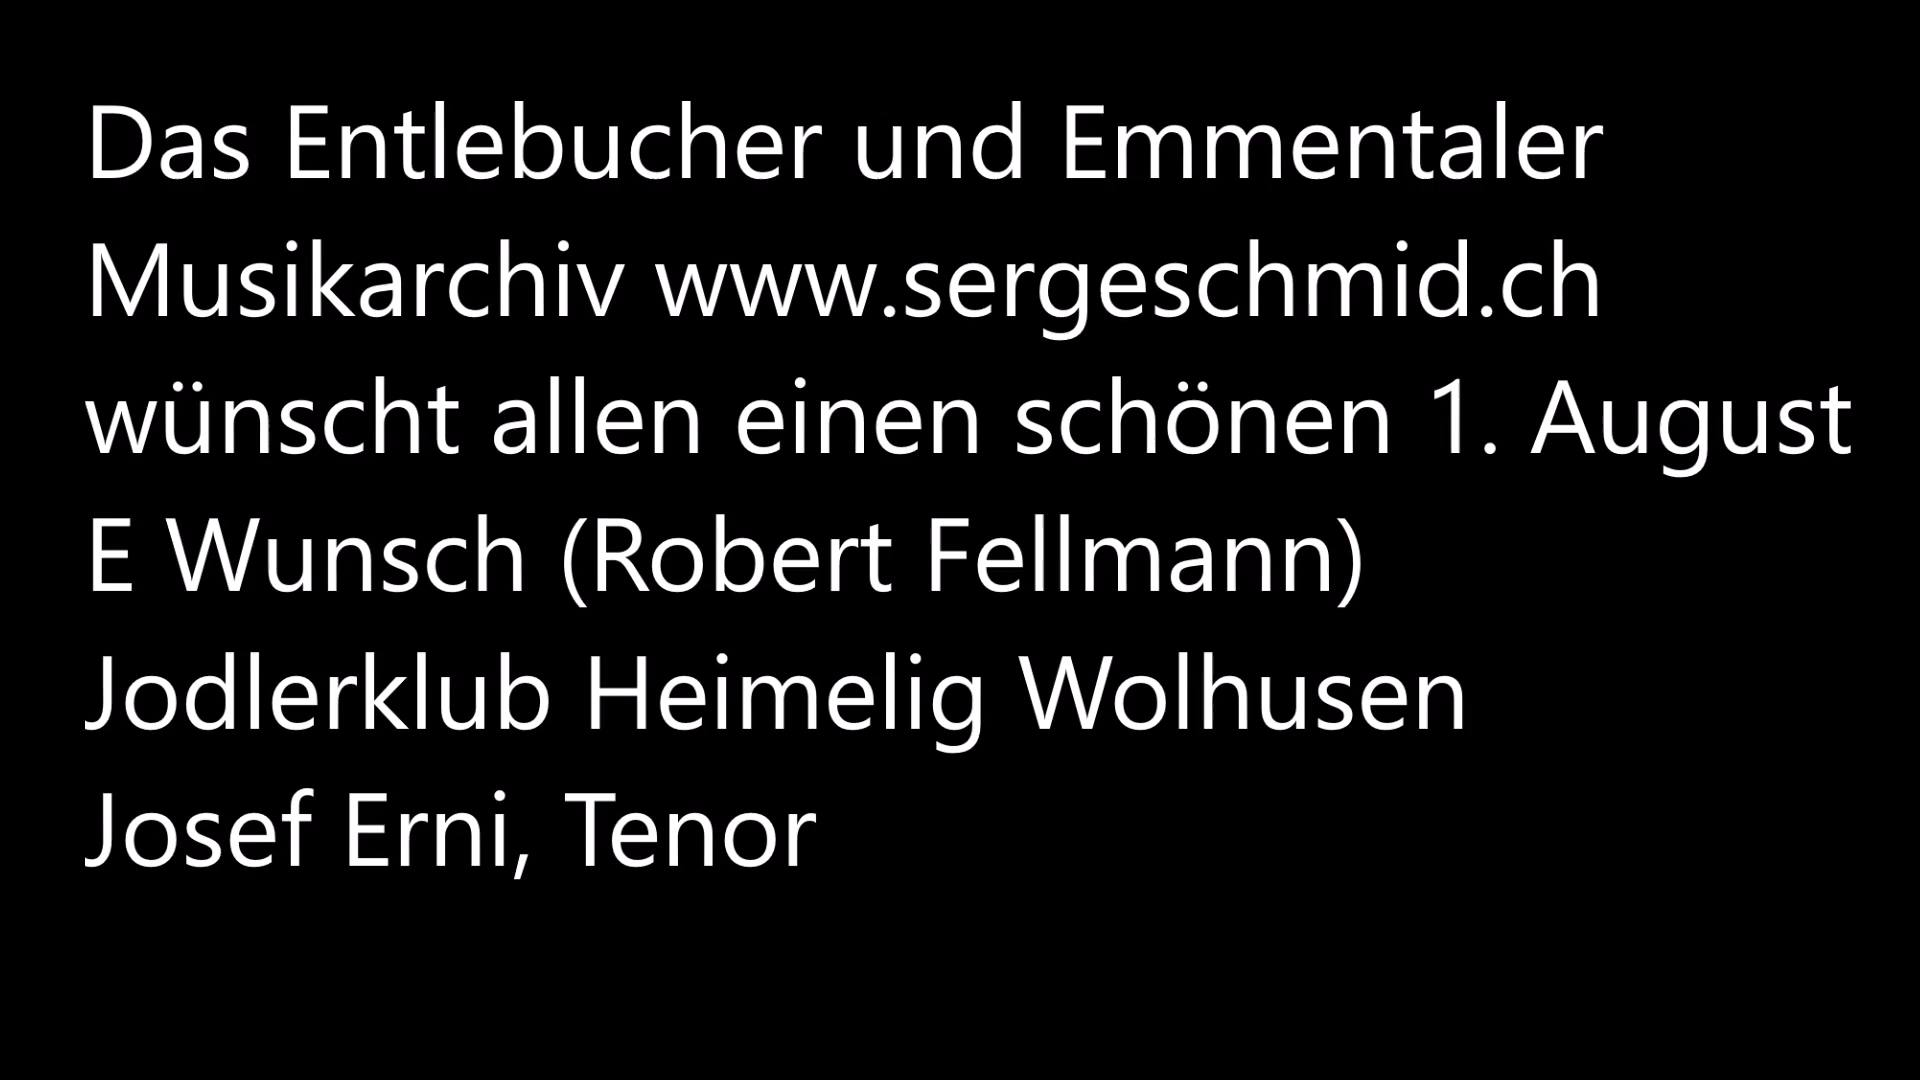 Das Entlebucher und Emmentaler
Musikarchiv www.sergeschmid.ch
wünscht allen einen schönen 1. August
E Wunsch (Robert Fellmann)
Jodlerklub Heimelig Wolhusen
Josef Erni, Tenor